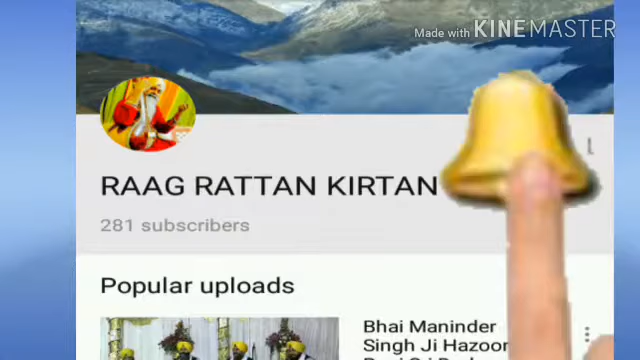 Made with KINEMASTER
RAAG RATTAN KIRTAN
281 subscribers
Popular uploads
Bhai Maninder
Singh Ji Hazoor